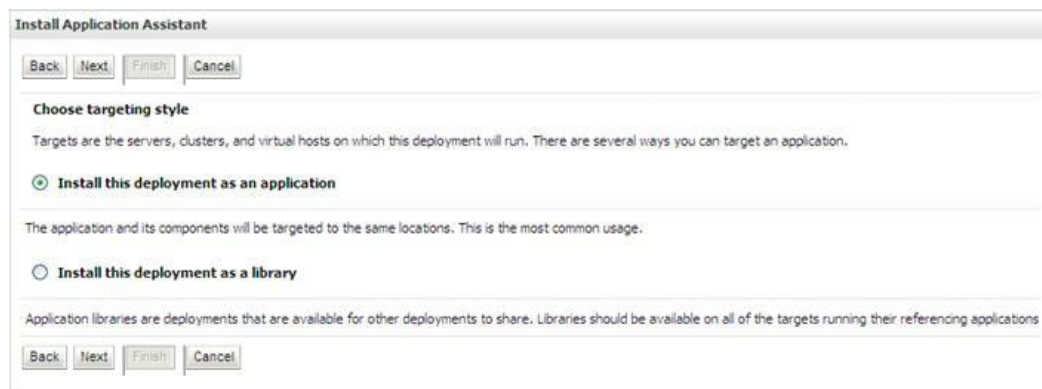 Install Application Assistant
Back Next Finish Cancel
Choose targeting style
Targets are the servers, clusters, and virtual hosts on which this deployment will run. There are several ways you can target an application.
Install this deployment as an application
The application and its components will be targeted to the same locations. This is the most common usage.
Install this deployment as a library
Application libraries are deployments that are available for other deployments to share. Libraries should be available on all of the targets running their referencing applications
Back Next Finish Cancel